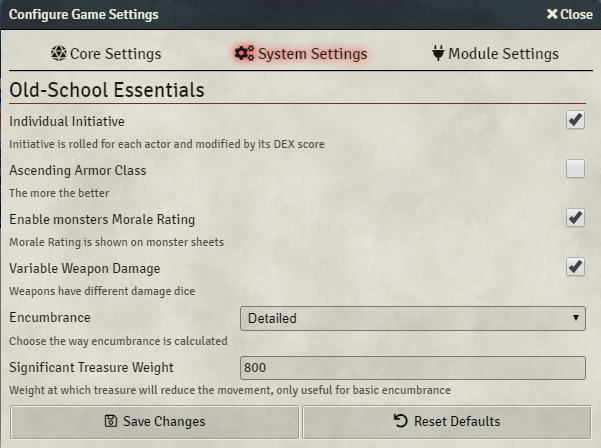 Configure Game Settings
Close
Core Settings
System Settings
Module Settings
Old-School Essentials
Individual Initiative
Initiative is rolled for each actor and modified by its DEX score
Ascending Armor Class
The more the better
Enable monsters Morale Rating
Morale Rating is shown on monster sheets
Variable Weapon Damage
Weapons have different damage dice
Encumbrance
Detailed
Choose the way encumbrance is calculated
Significant Treasure Weight
800
Weight at which treasure will reduce the movement, only useful for basic encumbrance
Save Changes
Reset Defaults